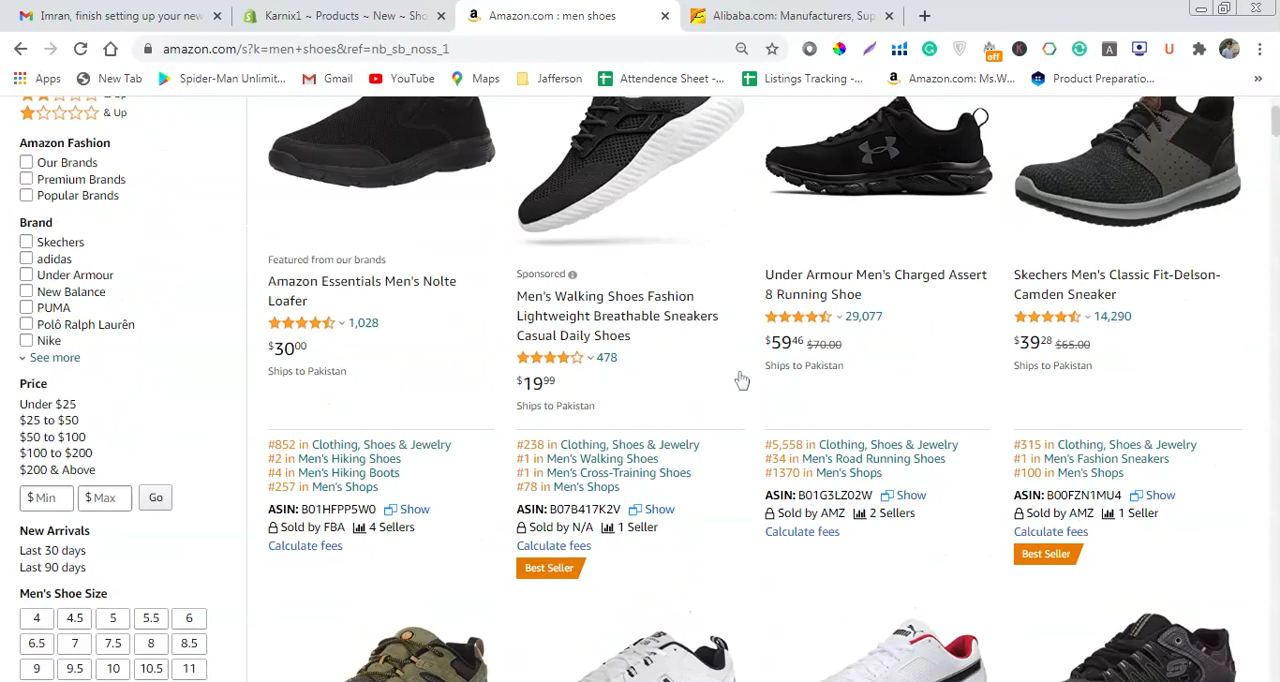 Imran, finish setting up your new
Karnix1 ~ Products ~ New ~ Sho
Amazon.com : men shoes
Alibaba.com: Manufacturers, Sup
amazon.com/s?k=men+shoes&ref=nb_sb_noss_1
off
Apps
New Tab
Spider-Man Unlimit...
Gmail
YouTube
Maps
Jafferson
Attendence Sheet -...
Listings Tracking -...
Amazon.com: Ms.W...
Product Preparatio...
& Up
& Up
Amazon Fashion
Our Brands
Premium Brands
Popular Brands
Brand
Skechers
adidas
Under Armour
New Balance
PUMA
Polô Ralph Laurên
Nike
See more
Price
Under $25
$25 to $50
$50 to $100
$100 to $200
$200 & Above
$ Min
$ Max
Go
New Arrivals
Last 30 days
Last 90 days
Men's Shoe Size
4 4.5 5 5.5 6
6.5 7 7.5 8 8.5
9 9.5 10 10.5 11
Featured from our brands
Amazon Essentials Men's Nolte
Loafer
1,028
$30⁰⁰
Ships to Pakistan
#852 in Clothing, Shoes & Jewelry
#2 in Men's Hiking Shoes
#4 in Men's Hiking Boots
#257 in Men's Shops
ASIN: B01HFPP5W0 Show
Sold by FBA 4 Sellers
Calculate fees
Sponsored
Men's Walking Shoes Fashion
Lightweight Breathable Sneakers
Casual Daily Shoes
478
$19⁹⁹
Ships to Pakistan
#238 in Clothing, Shoes & Jewelry
#1 in Men's Walking Shoes
#1 in Men's Cross-Training Shoes
#78 in Men's Shops
ASIN: B07B417K2V Show
Sold by N/A 1 Seller
Calculate fees
Best Seller
Under Armour Men's Charged Assert
8 Running Shoe
29,077
$59⁴⁶ $70.00
Ships to Pakistan
#5,558 in Clothing, Shoes & Jewelry
#34 in Men's Road Running Shoes
#1370 in Men's Shops
ASIN: B01G3LZ02W Show
Sold by AMZ 2 Sellers
Calculate fees
Skechers Men's Classic Fit-Delson-
Camden Sneaker
14,290
$39²⁸ $65.00
Ships to Pakistan
#315 in Clothing, Shoes & Jewelry
#1 in Men's Fashion Sneakers
#100 in Men's Shops
ASIN: B00FZN1MU4 Show
Sold by AMZ 1 Seller
Calculate fees
Best Seller